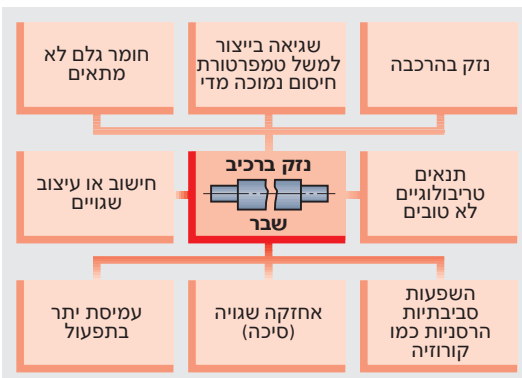 נזק בהרכבה
שגיאה בייצור
למשל טמפרטורת
חיסום נמוכה מדי
חומר גלם לא
מתאים
תנאים
טריבולוגיים
לא טובים
נזק ברכיב
שבר
חישוב או עיצוב
שגויים
השפעות
סביבתיות
הרסניות כמו
קורוזיה
אחזקה שגויה
(סיכה)
עמיסת יתר
בתפעול